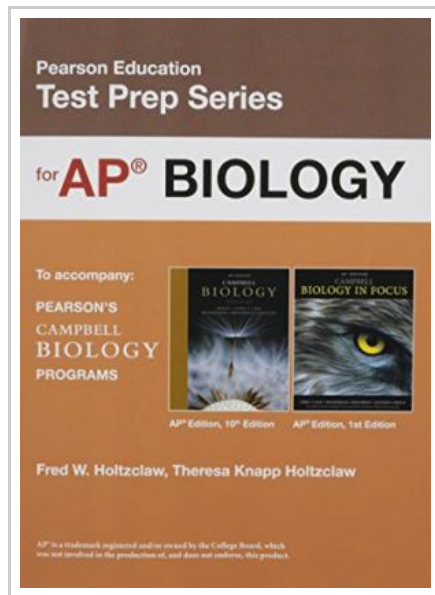 Pearson Education
Test Prep Series
for AP® BIOLOGY
To accompany:
PEARSON'S
CAMPBELL
BIOLOGY
PROGRAMS
CAMPBELL
BIOLOGY
CAMPBELL
BIOLOGY IN FOCUS
AP® Edition, 10th Edition
AP® Edition, 1st Edition
Fred W. Holtzclaw, Theresa Knapp Holtzclaw
AP® is a trademark registered and/or owned by the College Board, which
was not involved in the production of, and does not endorse, this product.